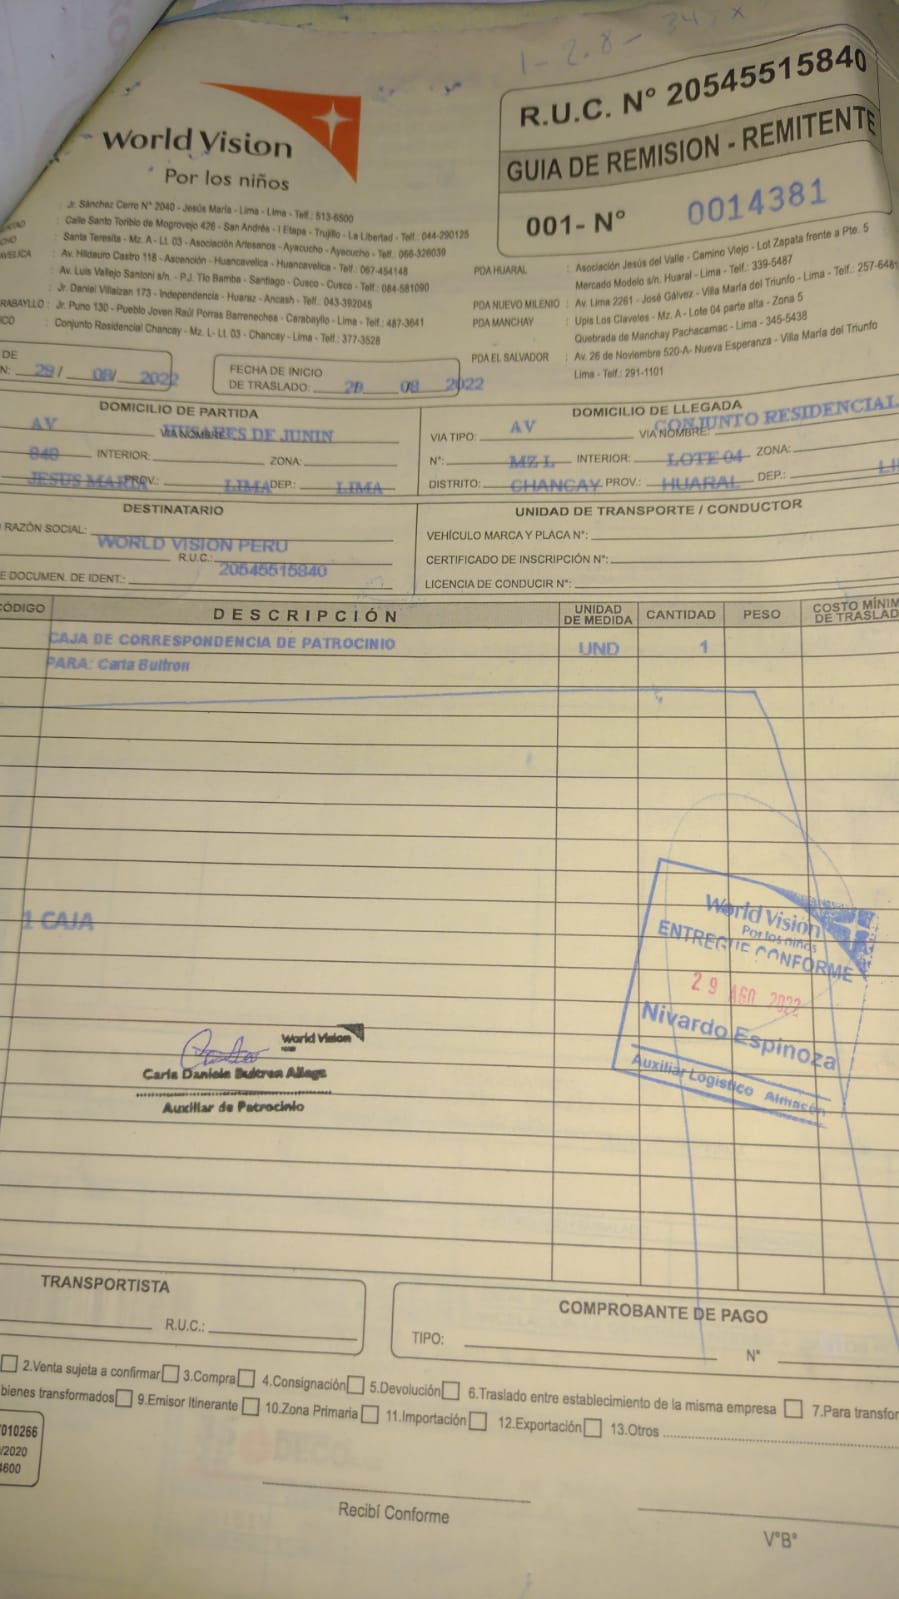 R.U.C. N° 20545515840
GUIA DE REMISION - REMITENTE
001- N° 0014381
World Vision
Por los niños
Jr. Sánchez Cerro N° 2040 - Jesús María - Lima - Lima - Telf.: 513-6500
Calle Santo Toribio de Mogrovejo 426 - San Andrés - I Etapa - Trujillo - La Libertad - Telf.: 044-290125
Santa Teresita - Mz. A - Lt. 03 - Asociación Artesanos - Ayacucho - Ayacucho - Telf.: 066-326039
Av. Hildauro Castro 118 - Ascención - Huancavelica - Huancavelica - Telf.: 067-454148
Av. Luis Vallejo Santoni s/n. - P.J. Tío Bamba - Santiago - Cusco - Cusco - Telf.: 084-581090
Jr. Daniel Villaizan 173 - Independencia - Huaraz - Ancash - Telf.: 043-392045
RABAYLLO : Jr. Puno 130 - Pueblo Joven Raúl Porras Barrenechea - Carabayllo - Lima - Telf.: 487-3641
ICO : Conjunto Residencial Chancay - Mz. L- Lt. 03 - Chancay - Lima - Telf.: 377-3528
PDA HUARAL : Asociación Jesús del Valle - Camino Viejo - Lot Zapata frente a Pte. 5
Mercado Modelo s/n. Huaral - Lima - Telf.: 339-5487
PDA NUEVO MILENIO : Av. Lima 2261 - José Gálvez - Villa María del Triunfo - Lima - Telf.: 257-6481
PDA MANCHAY : Upis Los Claveles - Mz. A - Lote 04 parte alta - Zona 5
Quebrada de Manchay Pachacamac - Lima - 345-5438
PDA EL SALVADOR : Av. 26 de Noviembre 520-A- Nueva Esperanza - Villa María del Triunfo
Lima - Telf.: 291-1101
DE
N: 29/ 08/ 2022
FECHA DE INICIO
DE TRASLADO: 29 08 2022
DOMICILIO DE PARTIDA
AV VIA NOMBRE: HUSARES DE JUNIN
840 INTERIOR: ZONA:
JESUS MARIA PROV.: LIMA DEP.: LIMA
DOMICILIO DE LLEGADA
VIA TIPO: AV VIA NOMBRE: CONJUNTO RESIDENCIAL
N°: MZ L INTERIOR: LOTE 04 ZONA:
DISTRITO: CHANCAY PROV.: HUARAL DEP.: LI
DESTINATARIO
RAZÓN SOCIAL: WORLD VISION PERU
R.U.C.: 20545515840
E DOCUMEN. DE IDENT.:
UNIDAD DE TRANSPORTE / CONDUCTOR
VEHÍCULO MARCA Y PLACA N°:
CERTIFICADO DE INSCRIPCIÓN N°:
LICENCIA DE CONDUCIR N°:
CÓDIGO DESCRIPCIÓN UNIDAD DE MEDIDA CANTIDAD PESO COSTO MÍNIM DE TRASLAD
CAJA DE CORRESPONDENCIA DE PATROCINIO UND 1
PARA: Carla Buitron
1 CAJA
World Visión
Por los niños
ENTREGUE CONFORME
29 AGO 2022
Nivardo Espinoza
Auxiliar Logístico Almacén
World Vision
Carla Daniela Buitron Aliaga
Auxiliar de Patrocinio
TRANSPORTISTA
R.U.C.:
COMPROBANTE DE PAGO
TIPO: N°
2.Venta sujeta a confirmar 3.Compra 4.Consignación 5.Devolución 6.Traslado entre establecimiento de la misma empresa 7.Para transfor
bienes transformados 9.Emisor Itinerante 10.Zona Primaria 11.Importación 12.Exportación 13.Otros
010266
/2020
600
Recibí Conforme
V°B°